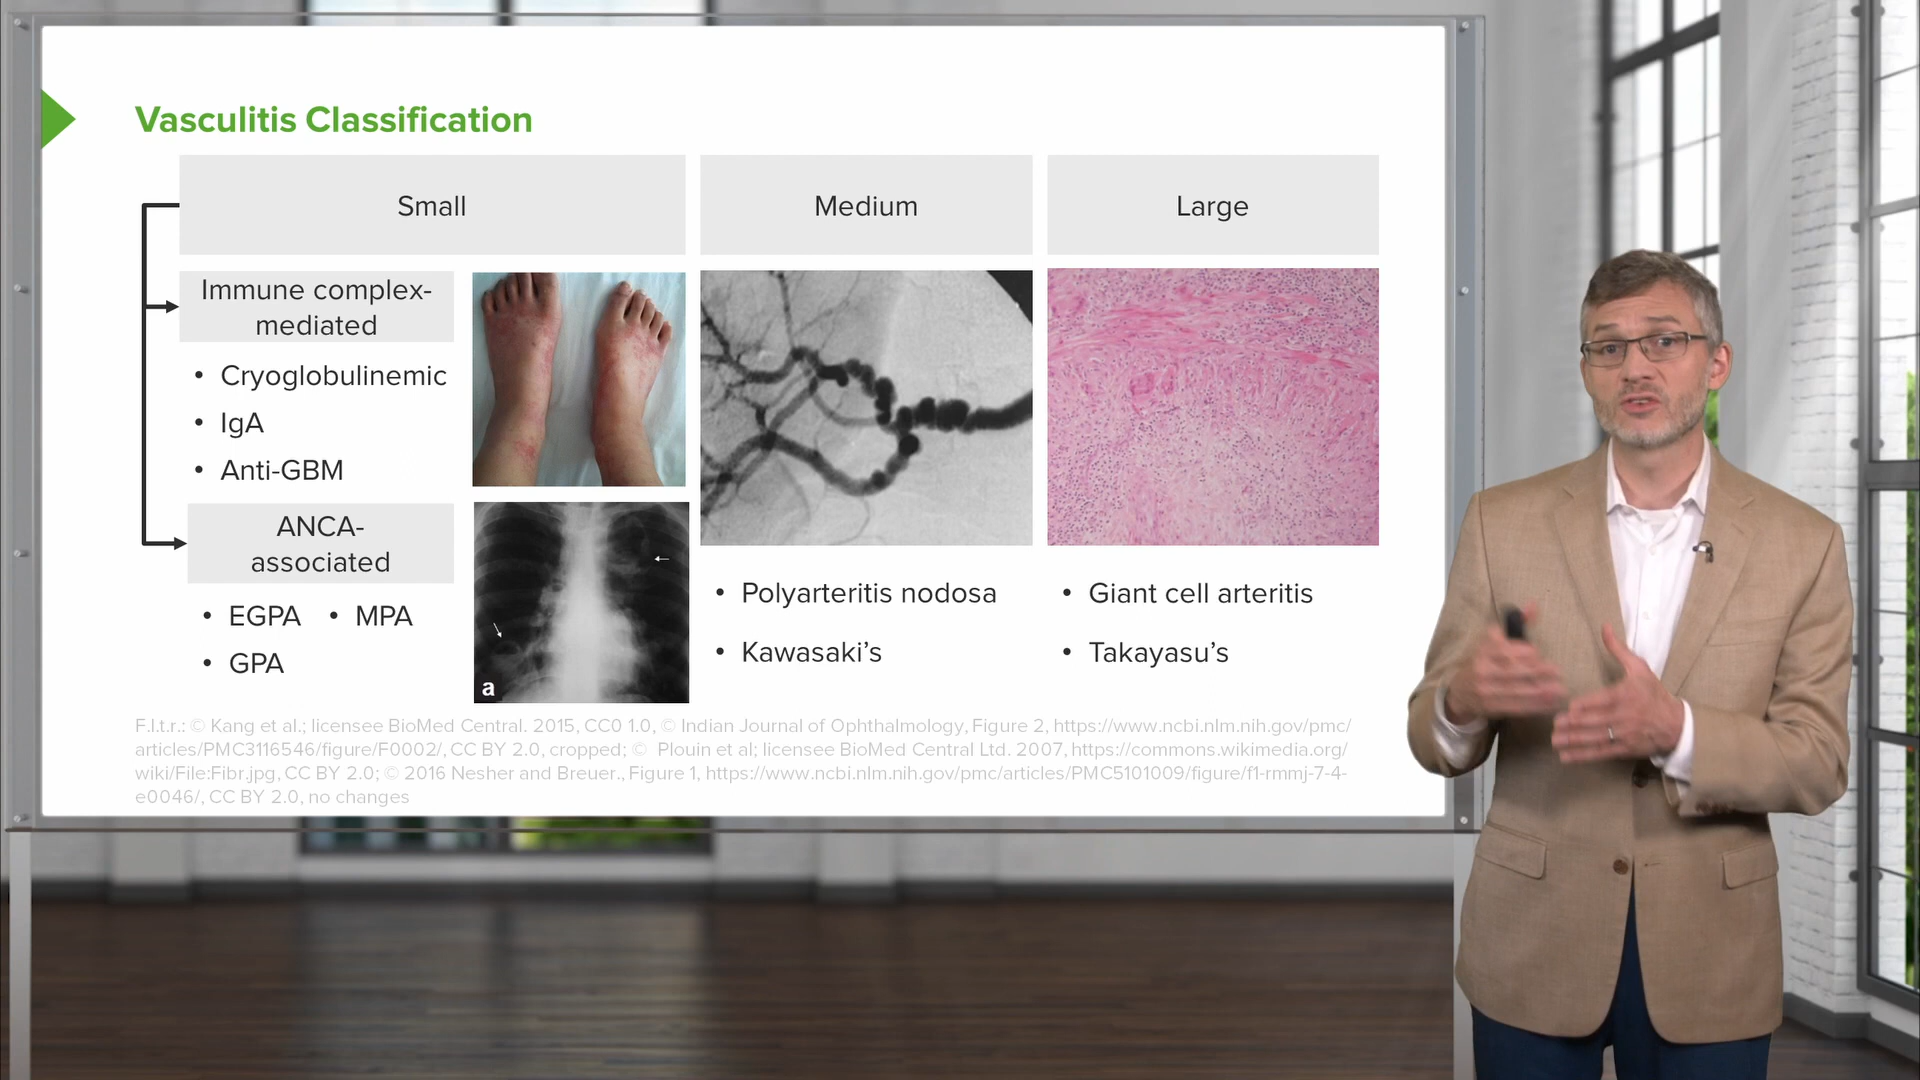 Vasculitis Classification
Small
Medium
Large
Immune complex-
mediated
• Cryoglobulinemic
• IgA
• Anti-GBM
ANCA-
associated
• EGPA • MPA
• GPA
a
• Polyarteritis nodosa
• Kawasaki’s
• Giant cell arteritis
• Takayasu’s
F.l.t.r.: © Kang et al.; licensee BioMed Central. 2015, CC0 1.0, © Indian Journal of Ophthalmology, Figure 2, https://www.ncbi.nlm.nih.gov/pmc/
articles/PMC3116546/figure/F0002/, CC BY 2.0, cropped; © Plouin et al; licensee BioMed Central Ltd. 2007, https://commons.wikimedia.org/
wiki/File:Fibr.jpg, CC BY 2.0; © 2016 Nesher and Breuer., Figure 1, https://www.ncbi.nlm.nih.gov/pmc/articles/PMC5101009/figure/f1-rmmj-7-4-
e0046/, CC BY 2.0, no changes